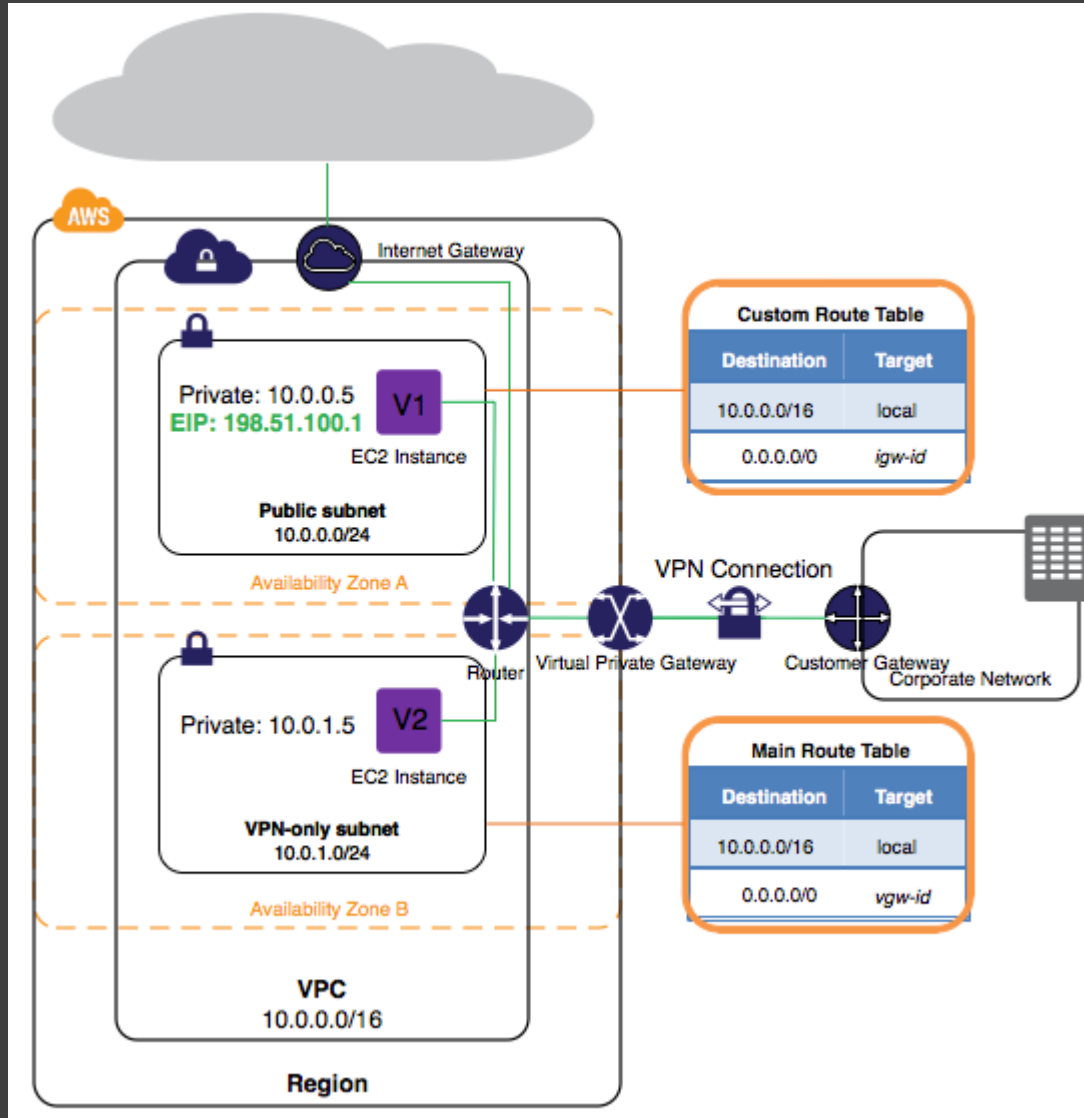 AWS
Internet Gateway
Private: 10.0.0.5
EIP: 198.51.100.1
V1
EC2 Instance
Public subnet
10.0.0.0/24
Availability Zone A
Custom Route Table
Destination Target
10.0.0.0/16 local
0.0.0.0/0 igw-id
VPN Connection
Router
Virtual Private Gateway
Customer Gateway
Corporate Network
Private: 10.0.1.5
V2
EC2 Instance
VPN-only subnet
10.0.1.0/24
Availability Zone B
Main Route Table
Destination Target
10.0.0.0/16 local
0.0.0.0/0 vgw-id
VPC
10.0.0.0/16
Region